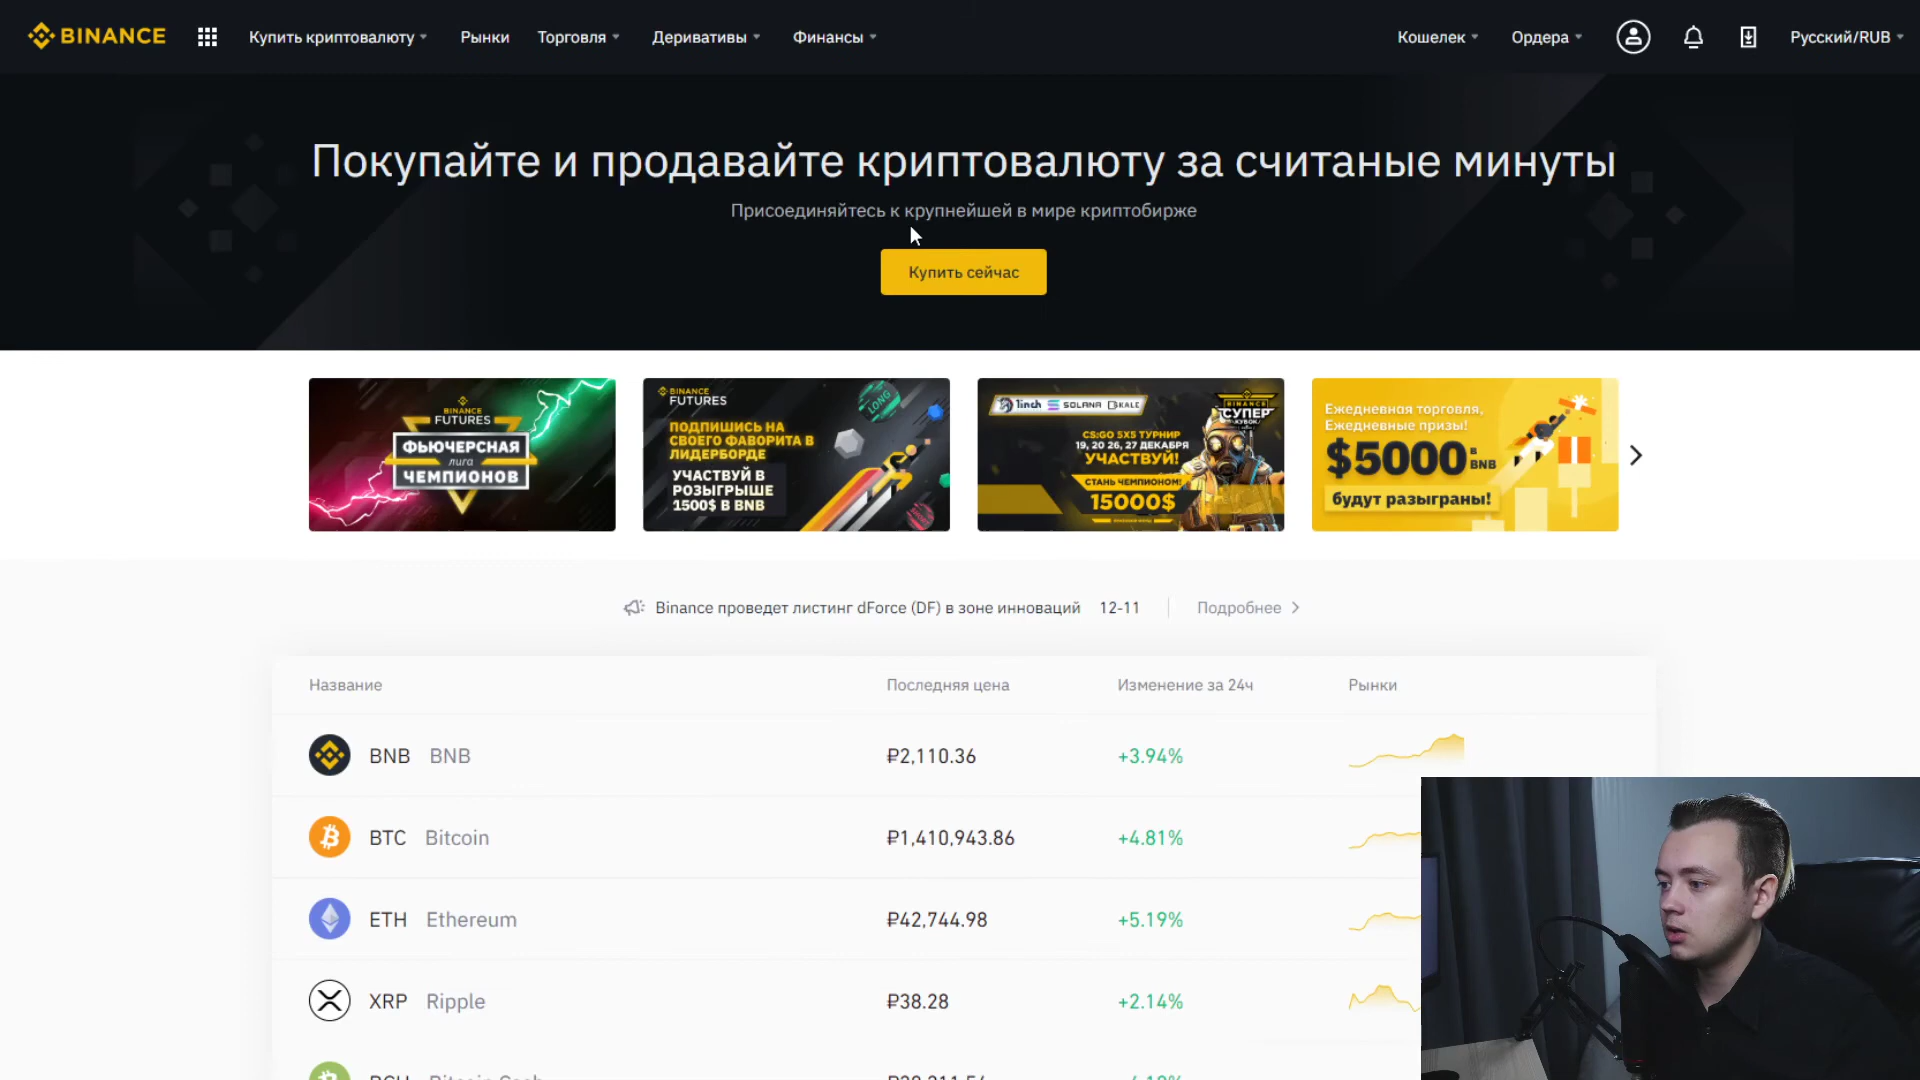 BINANCE
Купить криптовалюту
Рынки
Торговля
Деривативы
Финансы
Кошелек
Ордера
Русский/RUB
Покупайте и продавайте криптовалюту за считаные минуты
Присоединяйтесь к крупнейшей в мире криптобирже
Купить сейчас
BINANCE
FUTURES
ФЬЮЧЕРСНАЯ
лига
ЧЕМПИОНОВ
BINANCE
FUTURES
ПОДПИШИСЬ НА
СВОЕГО ФАВОРИТА В
ЛИДЕРБОРДЕ
УЧАСТВУЙ В
РОЗЫГРЫШЕ
1500$ В BNB
LONG
1inch SOLANA
BINANCE
СУПЕР
КУБОК
CS:GO 5X5 ТУРНИР
19, 20 26, 27 ДЕКАБРЯ
УЧАСТВУЙ!
СТАНЬ ЧЕМПИОНОМ!
15000$
Ежедневная торговля,
Ежедневные призы!
$5000 в BNB
будут разыграны!
Binance проведет листинг dForce (DF) в зоне инноваций 12-11 Подробнее
Название Последняя цена Изменение за 24ч Рынки
BNB BNB ₽2,110.36 +3.94%
BTC Bitcoin ₽1,410,943.86 +4.81%
ETH Ethereum ₽42,744.98 +5.19%
XRP Ripple ₽38.28 +2.14%